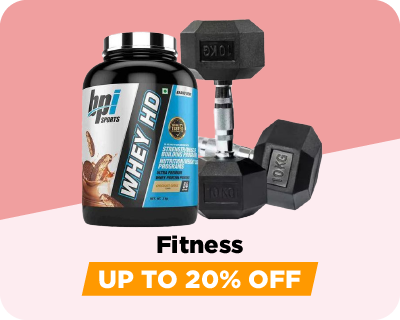 bpi
SPORTS
WHEY HD
10KG
10KG
Fitness
UP TO 20% OFF